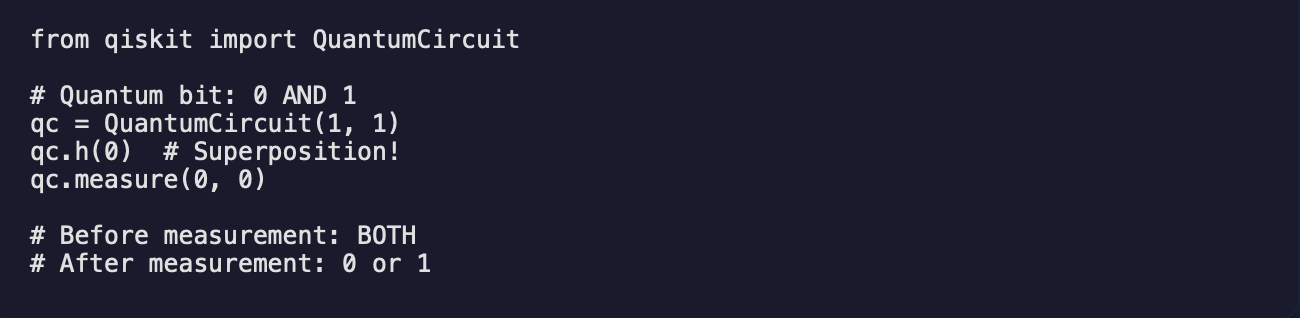 from qiskit import QuantumCircuit
# Quantum bit: 0 AND 1
qc = QuantumCircuit(1, 1)
qc.h(0)  # Superposition!
qc.measure(0, 0)
# Before measurement: BOTH
# After measurement: 0 or 1